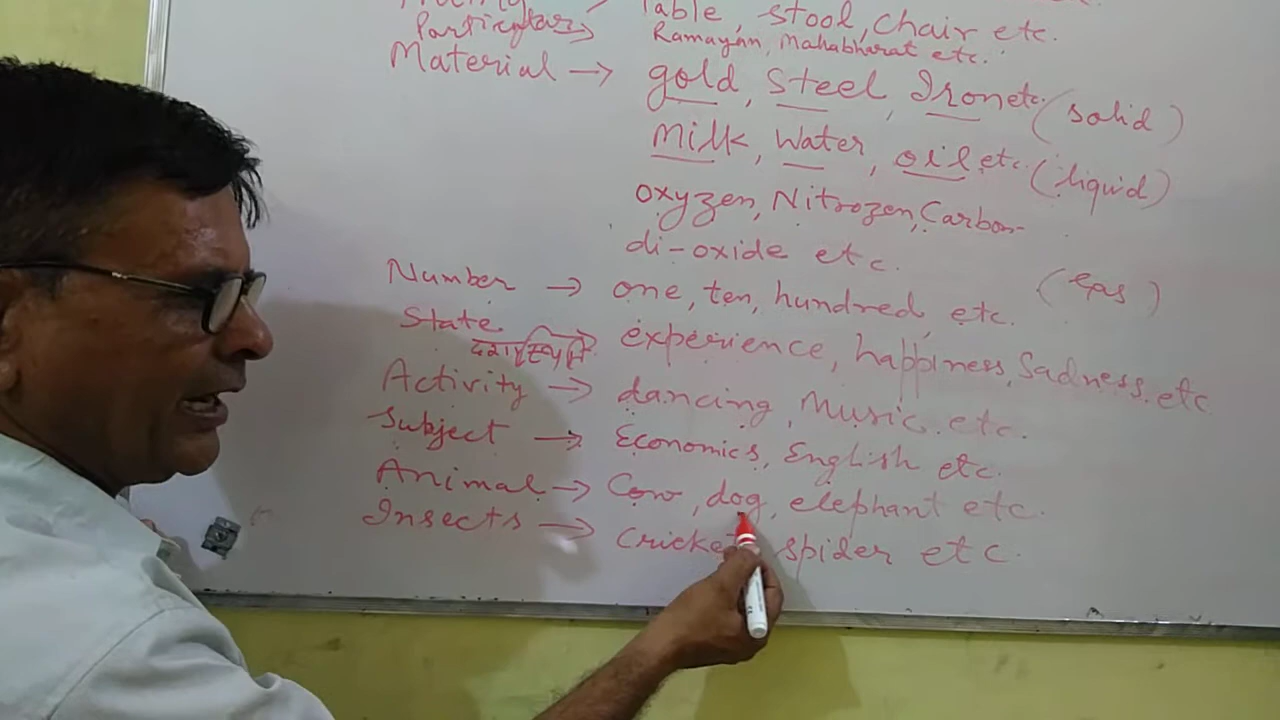 Table, stool, Chair etc.
Particular → Ramayan, Mahabharat etc.
Material → gold, Steel, Iron etc. (solid)
Milk, Water, oil etc. (liquid)
oxyzen, Nitrozen, Carbon-
di-oxide etc.
Number → one, ten, hundred, etc.
State → experience, happiness, Sadness. etc
Activity → dancing, Music. etc.
Subject → Economics, English etc.
Animal → Cow, dog, elephant etc.
Insects → Cricket spider etc.